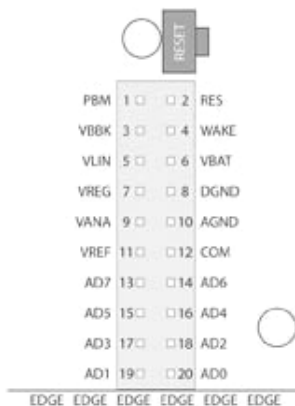 RESET
PBM 1 2 RES
VBBK 3 4 WAKE
VLIN 5 6 VBAT
VREG 7 8 DGND
VANA 9 10 AGND
VREF 11 12 COM
AD7 13 14 AD6
AD5 15 16 AD4
AD3 17 18 AD2
AD1 19 20 AD0
EDGE EDGE EDGE EDGE EDGE EDGE